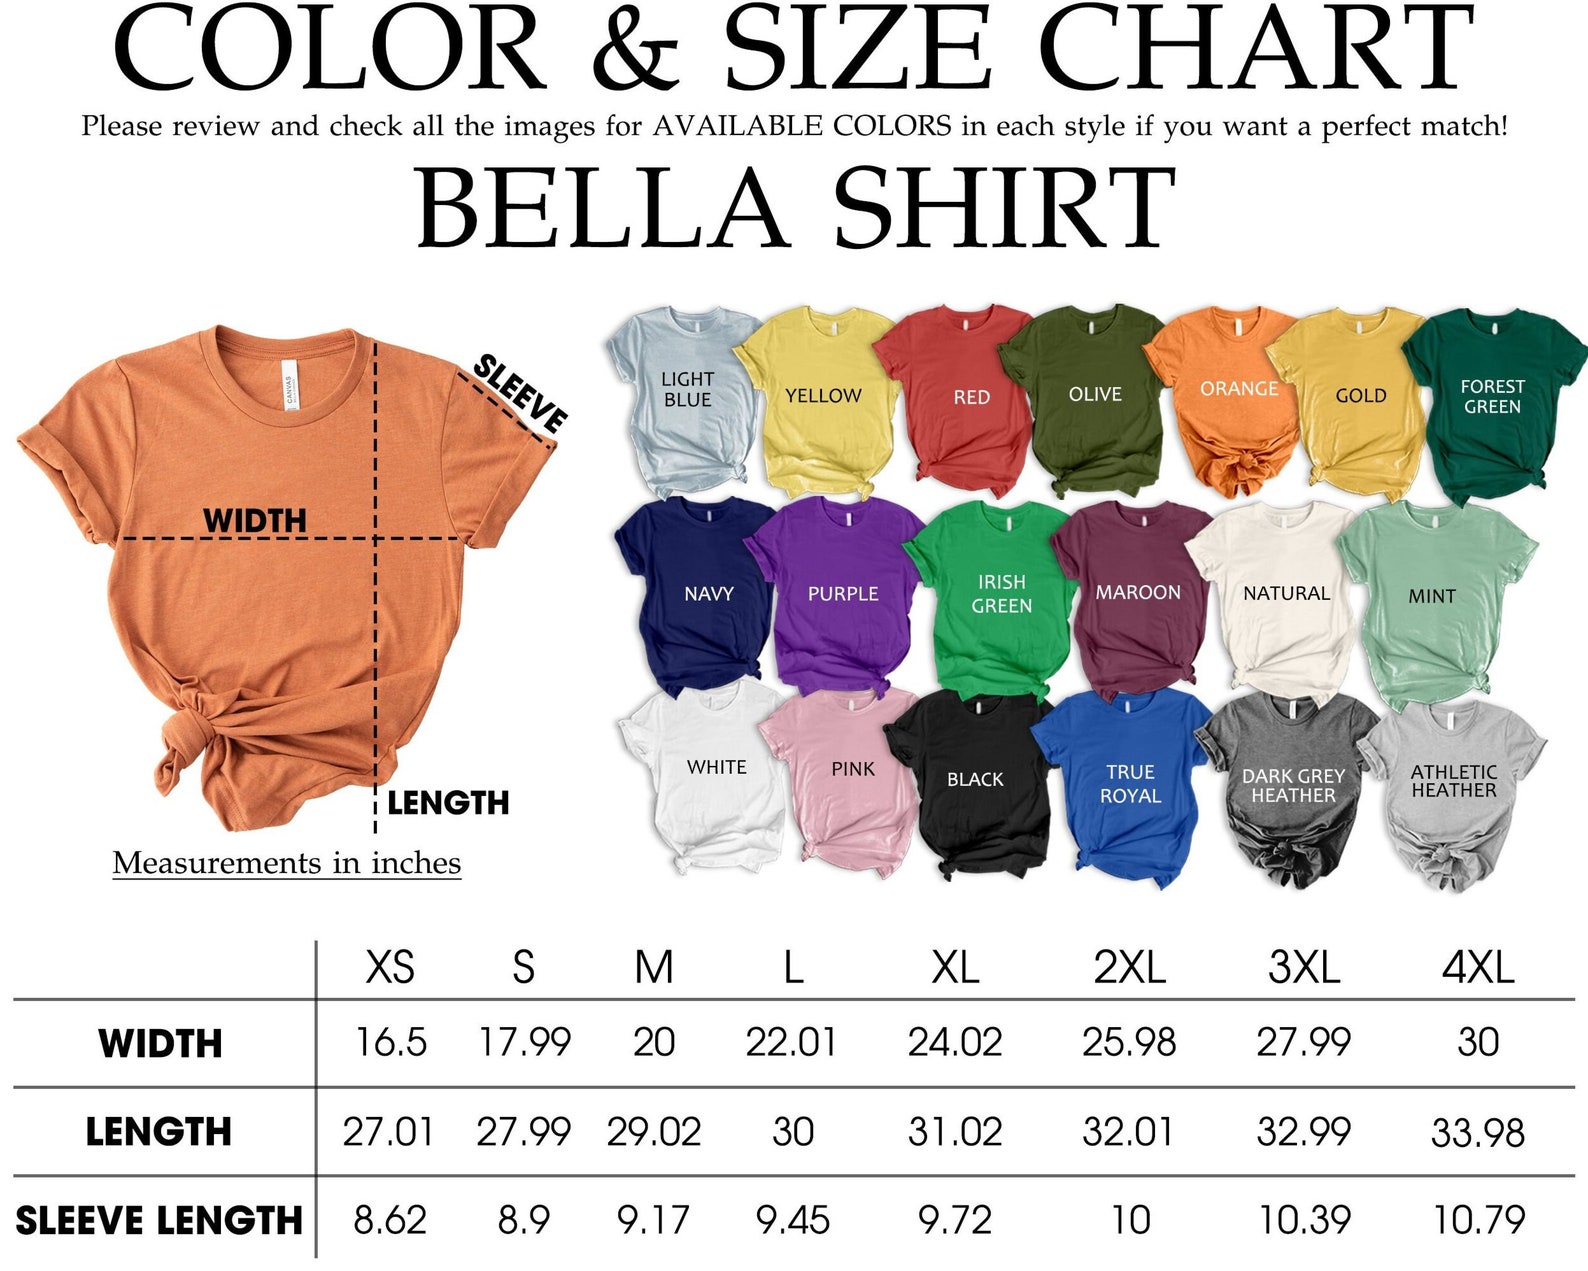 COLOR & SIZE CHART
Please review and check all the images for AVAILABLE COLORS in each style if you want a perfect match!
BELLA SHIRT
CANVAS
SLEEVE
WIDTH
LENGTH
Measurements in inches
LIGHT
BLUE
YELLOW
RED
OLIVE
ORANGE
GOLD
FOREST
GREEN
NAVY
PURPLE
IRISH
GREEN
MAROON
NATURAL
MINT
WHITE
PINK
BLACK
TRUE
ROYAL
DARK GREY
HEATHER
ATHLETIC
HEATHER
XS S M L XL 2XL 3XL 4XL
WIDTH 16.5 17.99 20 22.01 24.02 25.98 27.99 30
LENGTH 27.01 27.99 29.02 30 31.02 32.01 32.99 33.98
SLEEVE LENGTH 8.62 8.9 9.17 9.45 9.72 10 10.39 10.79